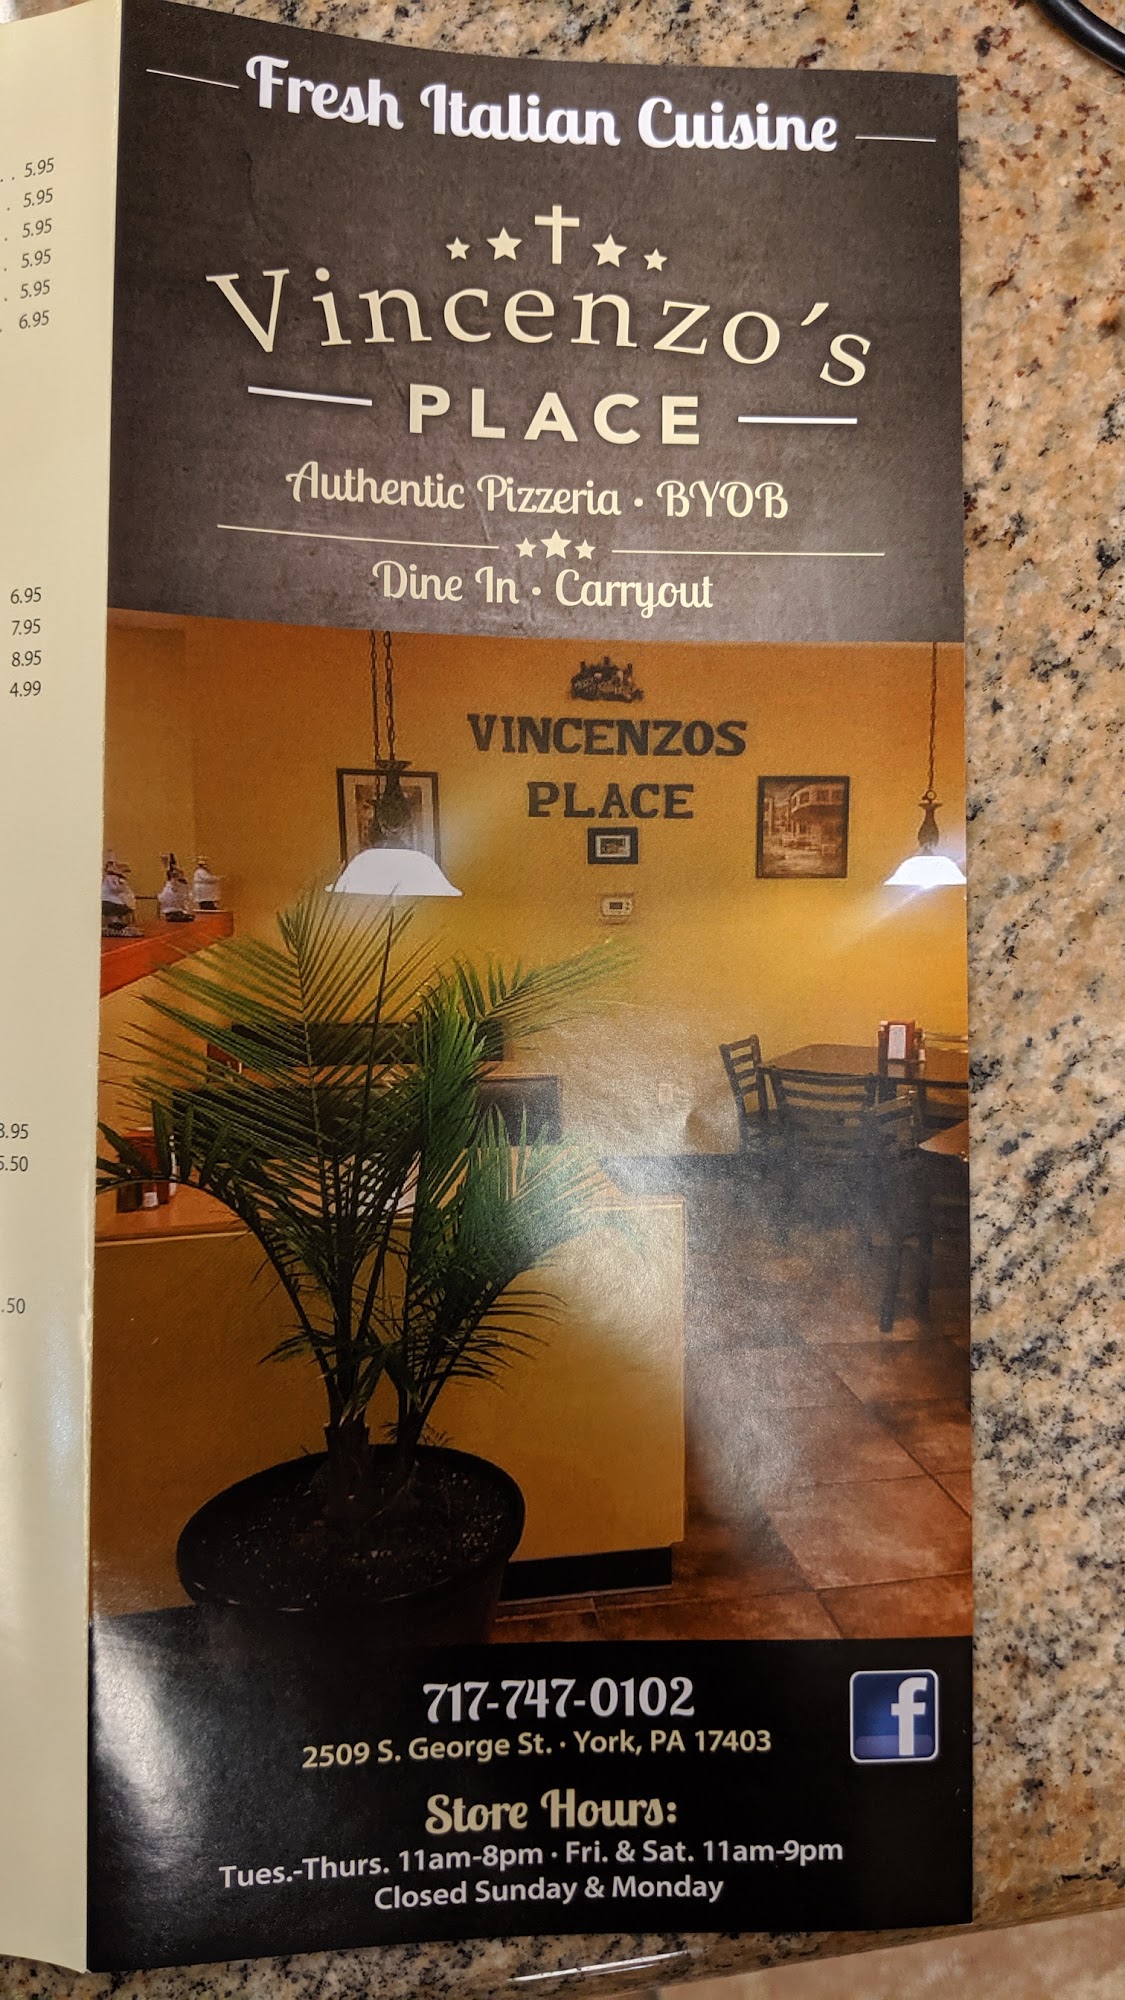 . . 5.95
. 5.95
. 5.95
. 5.95
. 5.95
. 6.95
6.95
7.95
8.95
4.99
.50
Fresh Italian Cuisine
Vincenzo's
PLACE
Authentic Pizzeria • BYOB
Dine In • Carryout
VINCENZOS
PLACE
717-747-0102
2509 S. George St. • York, PA 17403
f
Store Hours:
Tues.-Thurs. 11am-8pm • Fri. & Sat. 11am-9pm
Closed Sunday & Monday